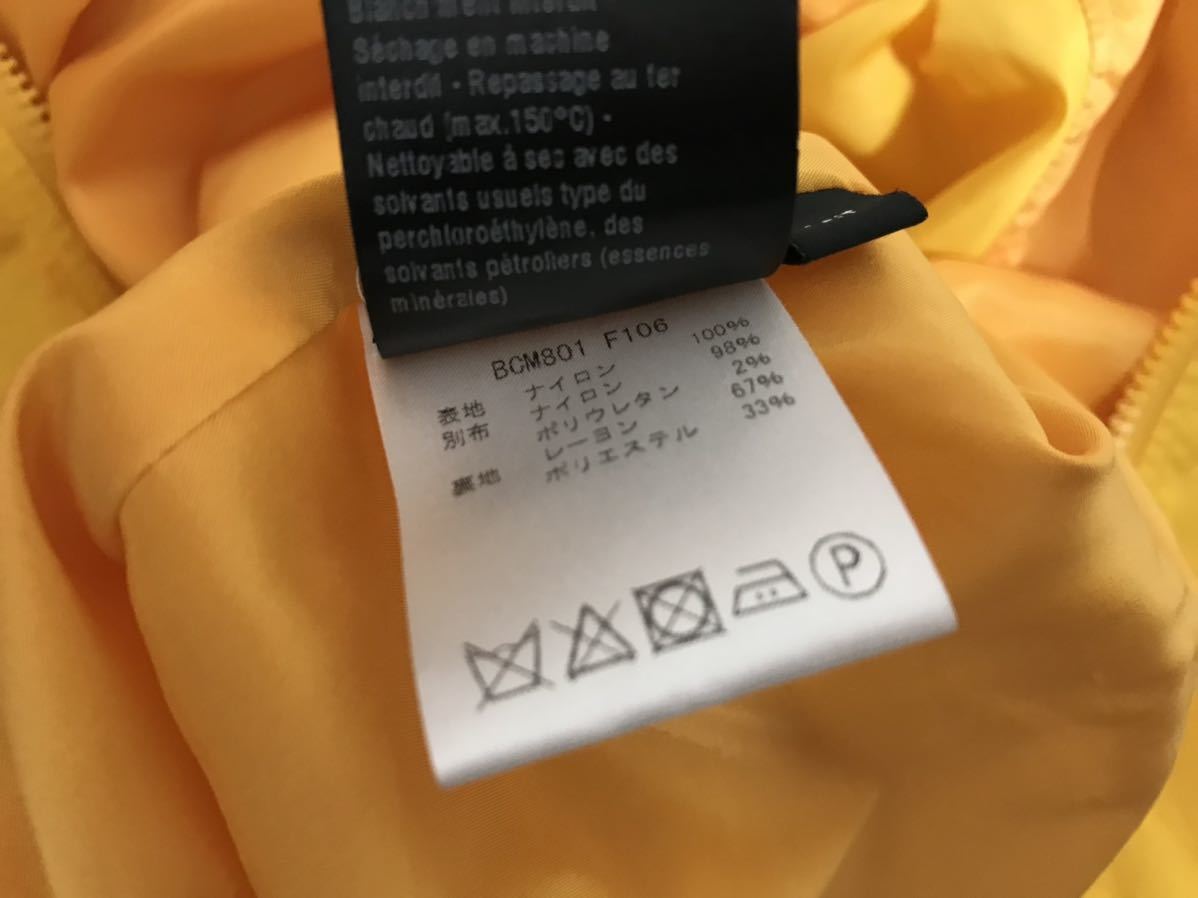 Blanchiment interdit
Séchage en machine
interdit · Repassage au fer
chaud (max.150°C) ·
Nettoyable à sec avec des
solvants usuels type du
perchloroéthylène, des
solvants pétroliers (essences
minérales)
BCM801 F106
表地 ナイロン 100%
別布 ナイロン 98%
ポリウレタン 2%
裏地 レーヨン 67%
ポリエステル 33%
P